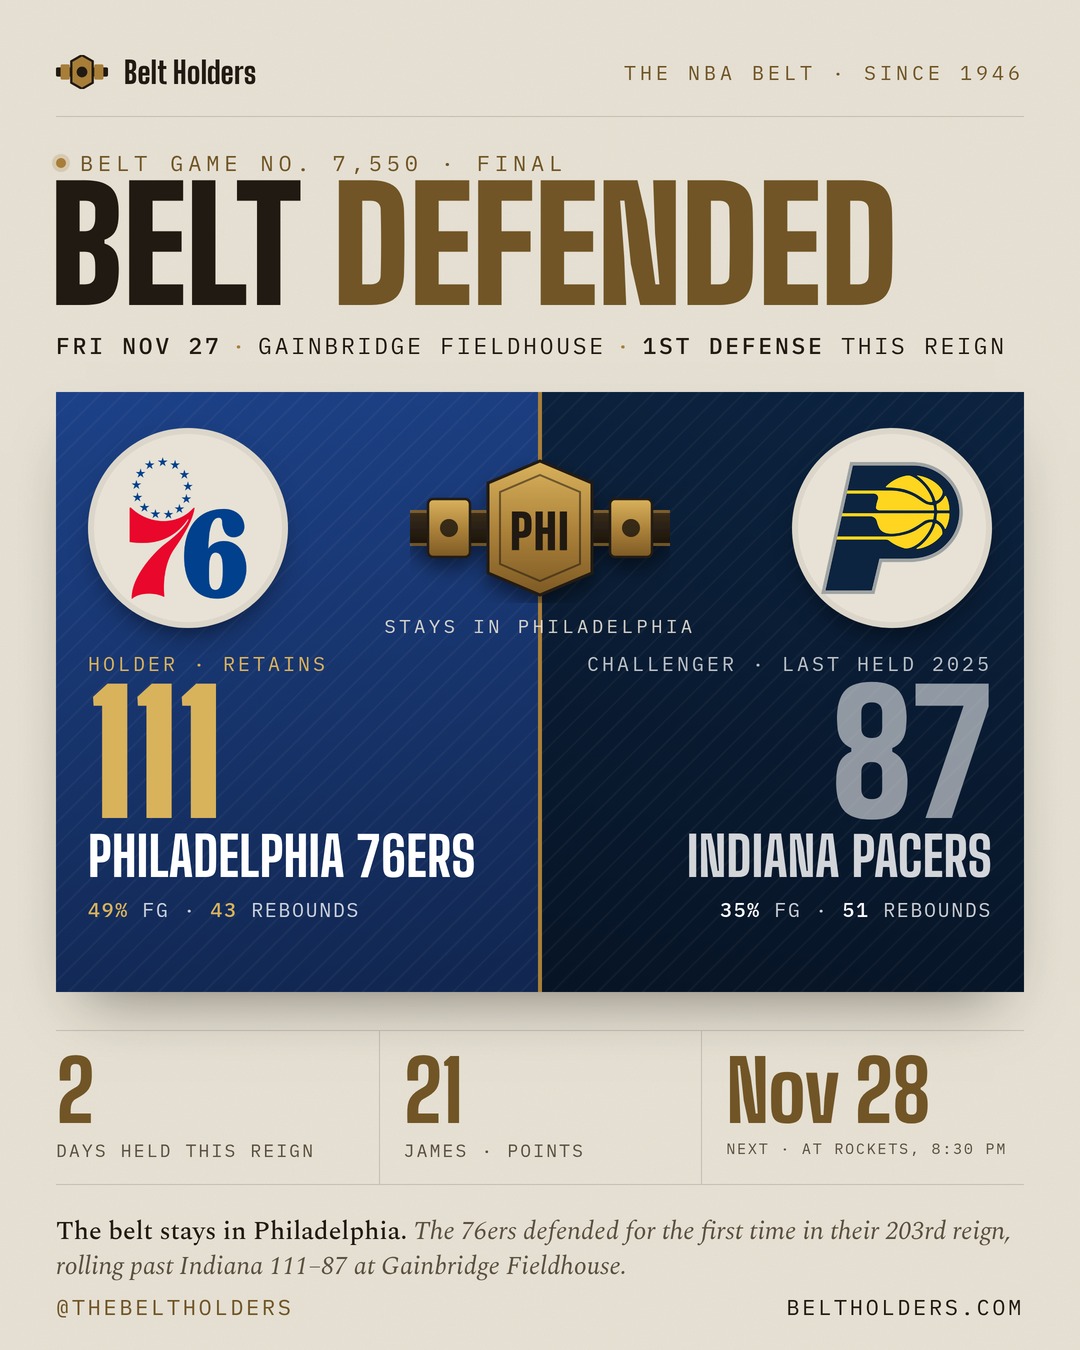 Belt Holders
THE NBA BELT · SINCE 1946
BELT GAME NO. 7,550 · FINAL
BELT DEFENDED
FRI NOV 27 · GAINBRIDGE FIELDHOUSE · 1ST DEFENSE THIS REIGN
76
PHI
STAYS IN PHILADELPHIA
HOLDER · RETAINS
111
PHILADELPHIA 76ERS
49% FG · 43 REBOUNDS
P
CHALLENGER · LAST HELD 2025
87
INDIANA PACERS
35% FG · 51 REBOUNDS
2
DAYS HELD THIS REIGN
21
JAMES · POINTS
Nov 28
NEXT · AT ROCKETS, 8:30 PM
The belt stays in Philadelphia. The 76ers defended for the first time in their 203rd reign,
rolling past Indiana 111–87 at Gainbridge Fieldhouse.
@THEBELTHOLDERS
BELTHOLDERS.COM